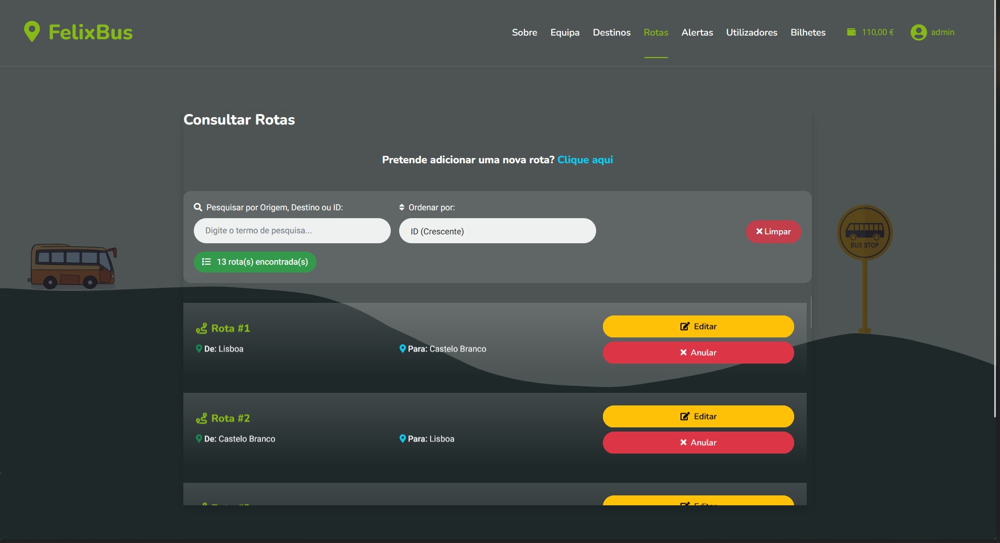 FelixBus
Sobre Equipa Destinos Rotas Alertas Utilizadores Bilhetes 110,00 € admin
Consultar Rotas
Pretende adicionar uma nova rota? Clique aqui
Pesquisar por Origem, Destino ou ID: Ordenar por:
Digite o termo de pesquisa... ID (Crescente) Limpar
13 rota(s) encontrada(s)
BUS STOP
Rota #1 Editar
De: Lisboa Para: Castelo Branco Anular
Rota #2 Editar
De: Castelo Branco Para: Lisboa Anular
Editar